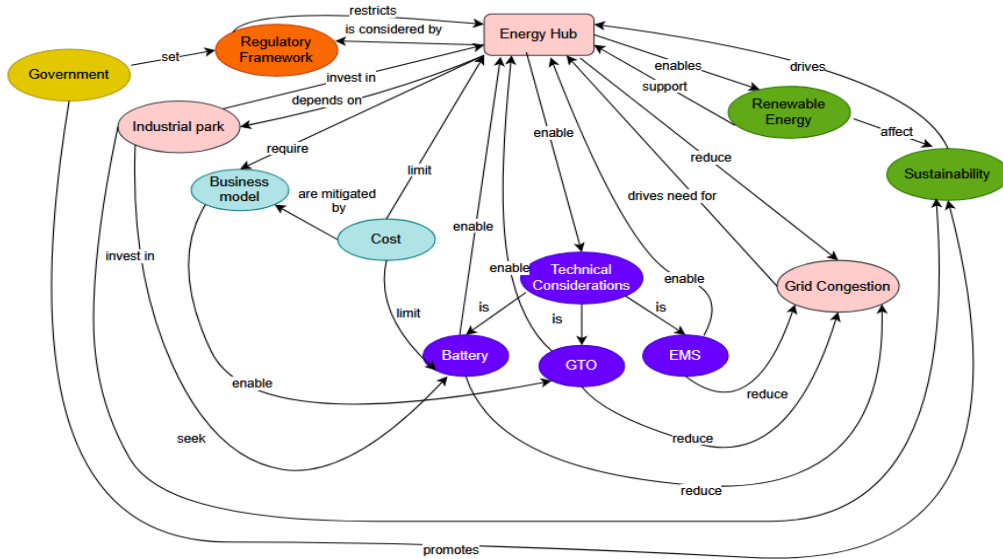 restricts
Energy Hub
is considered by
Regulatory
Framework
set
Government
enables
drives
invest in
support
depends on
Renewable
Energy
Industrial park
affect
enable
require
reduce
limit
Business
model
Sustainability
are mitigated
by
drives need for
enable
Cost
invest in
enable
Technical
Considerations
enable
Grid Congestion
is
is
is
limit
Battery
GTO
EMS
enable
reduce
seek
reduce
reduce
promotes